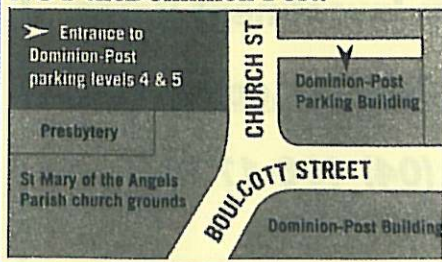 Entrance to
Dominion-Post
parking levels 4 & 5
Presbytery
St Mary of the Angels
Parish church grounds
CHURCH ST
Dominion-Post
Parking Building
BOULCOTT STREET
Dominion-Post Building